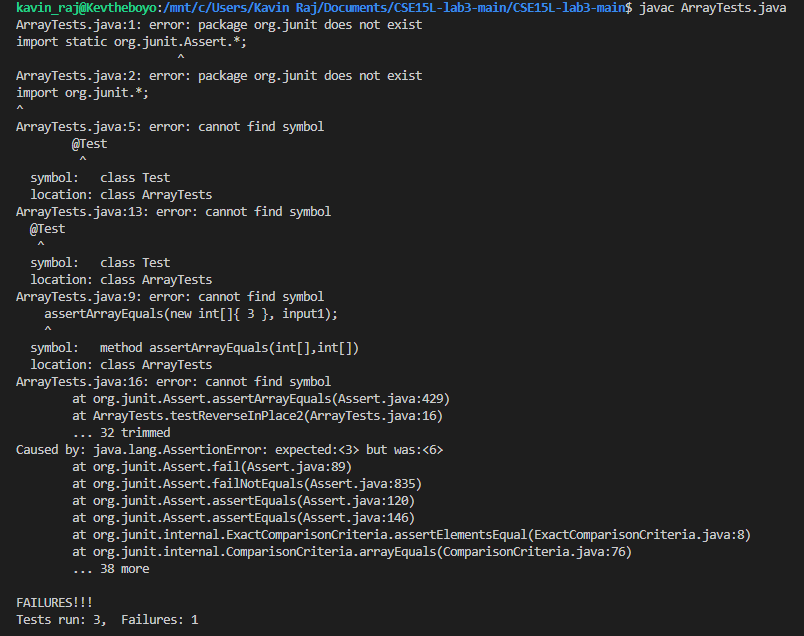 kavin_raj@Kevtheboyo:/mnt/c/Users/Kavin Raj/Documents/CSE15L-lab3-main/CSE15L-lab3-main$ javac ArrayTests.java
ArrayTests.java:1: error: package org.junit does not exist
import static org.junit.Assert.*;
                       ^
ArrayTests.java:2: error: package org.junit does not exist
import org.junit.*;
^
ArrayTests.java:5: error: cannot find symbol
        @Test
         ^
  symbol:   class Test
  location: class ArrayTests
ArrayTests.java:13: error: cannot find symbol
  @Test
   ^
  symbol:   class Test
  location: class ArrayTests
ArrayTests.java:9: error: cannot find symbol
    assertArrayEquals(new int[]{ 3 }, input1);
    ^
  symbol:   method assertArrayEquals(int[],int[])
  location: class ArrayTests
ArrayTests.java:16: error: cannot find symbol
        at org.junit.Assert.assertArrayEquals(Assert.java:429)
        at ArrayTests.testReverseInPlace2(ArrayTests.java:16)
        ... 32 trimmed
Caused by: java.lang.AssertionError: expected:<3> but was:<6>
        at org.junit.Assert.fail(Assert.java:89)
        at org.junit.Assert.failNotEquals(Assert.java:835)
        at org.junit.Assert.assertEquals(Assert.java:120)
        at org.junit.Assert.assertEquals(Assert.java:146)
        at org.junit.internal.ExactComparisonCriteria.assertElementsEqual(ExactComparisonCriteria.java:8)
        at org.junit.internal.ComparisonCriteria.arrayEquals(ComparisonCriteria.java:76)
        ... 38 more

FAILURES!!!
Tests run: 3,  Failures: 1